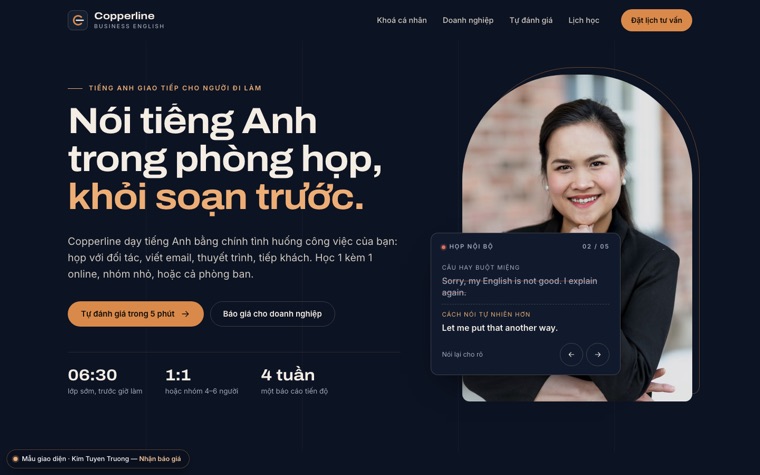 Copperline
BUSINESS ENGLISH
Khoá cá nhân
Doanh nghiệp
Tự đánh giá
Lịch học
Đặt lịch tư vấn
TIẾNG ANH GIAO TIẾP CHO NGƯỜI ĐI LÀM
Nói tiếng Anh
trong phòng họp,
khỏi soạn trước.
Copperline dạy tiếng Anh bằng chính tình huống công việc của bạn:
họp với đối tác, viết email, thuyết trình, tiếp khách. Học 1 kèm 1
online, nhóm nhỏ, hoặc cả phòng ban.
Tự đánh giá trong 5 phút →
Báo giá cho doanh nghiệp
06:30
lớp sớm, trước giờ làm
1:1
hoặc nhóm 4–6 người
4 tuần
một báo cáo tiến độ
HỌP NỘI BỘ
02 / 05
CÂU HAY BUỘT MIỆNG
Sorry, my English is not good. I explain
again.
CÁCH NÓI TỰ NHIÊN HƠN
Let me put that another way.
Nói lại cho rõ
← →
Mẫu giao diện · Kim Tuyen Truong — Nhận báo giá